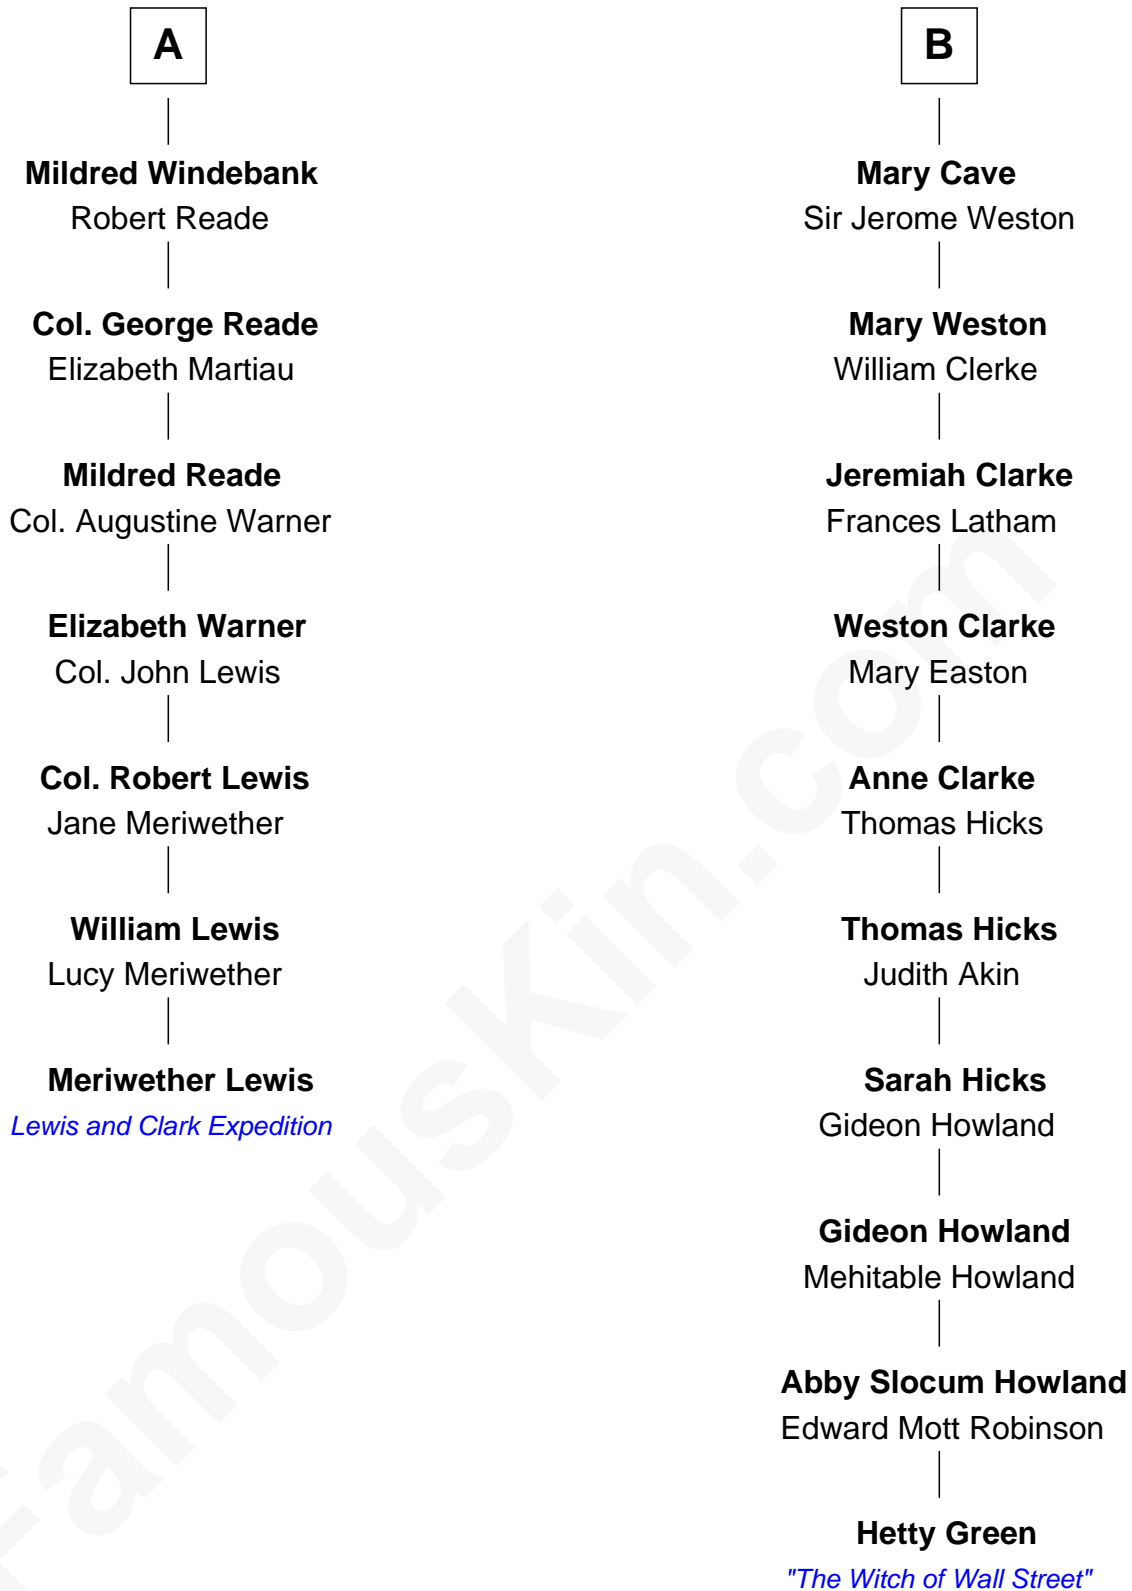 A
Mildred Windebank
Robert Reade
Col. George Reade
Elizabeth Martiau
Mildred Reade
Col. Augustine Warner
Elizabeth Warner
Col. John Lewis
Col. Robert Lewis
Jane Meriwether
William Lewis
Lucy Meriwether
Meriwether Lewis
Lewis and Clark Expedition
B
Mary Cave
Sir Jerome Weston
Mary Weston
William Clerke
Jeremiah Clarke
Frances Latham
Weston Clarke
Mary Easton
Anne Clarke
Thomas Hicks
Thomas Hicks
Judith Akin
Sarah Hicks
Gideon Howland
Gideon Howland
Mehitable Howland
Abby Slocum Howland
Edward Mott Robinson
Hetty Green
"The Witch of Wall Street"
FamousKin.com